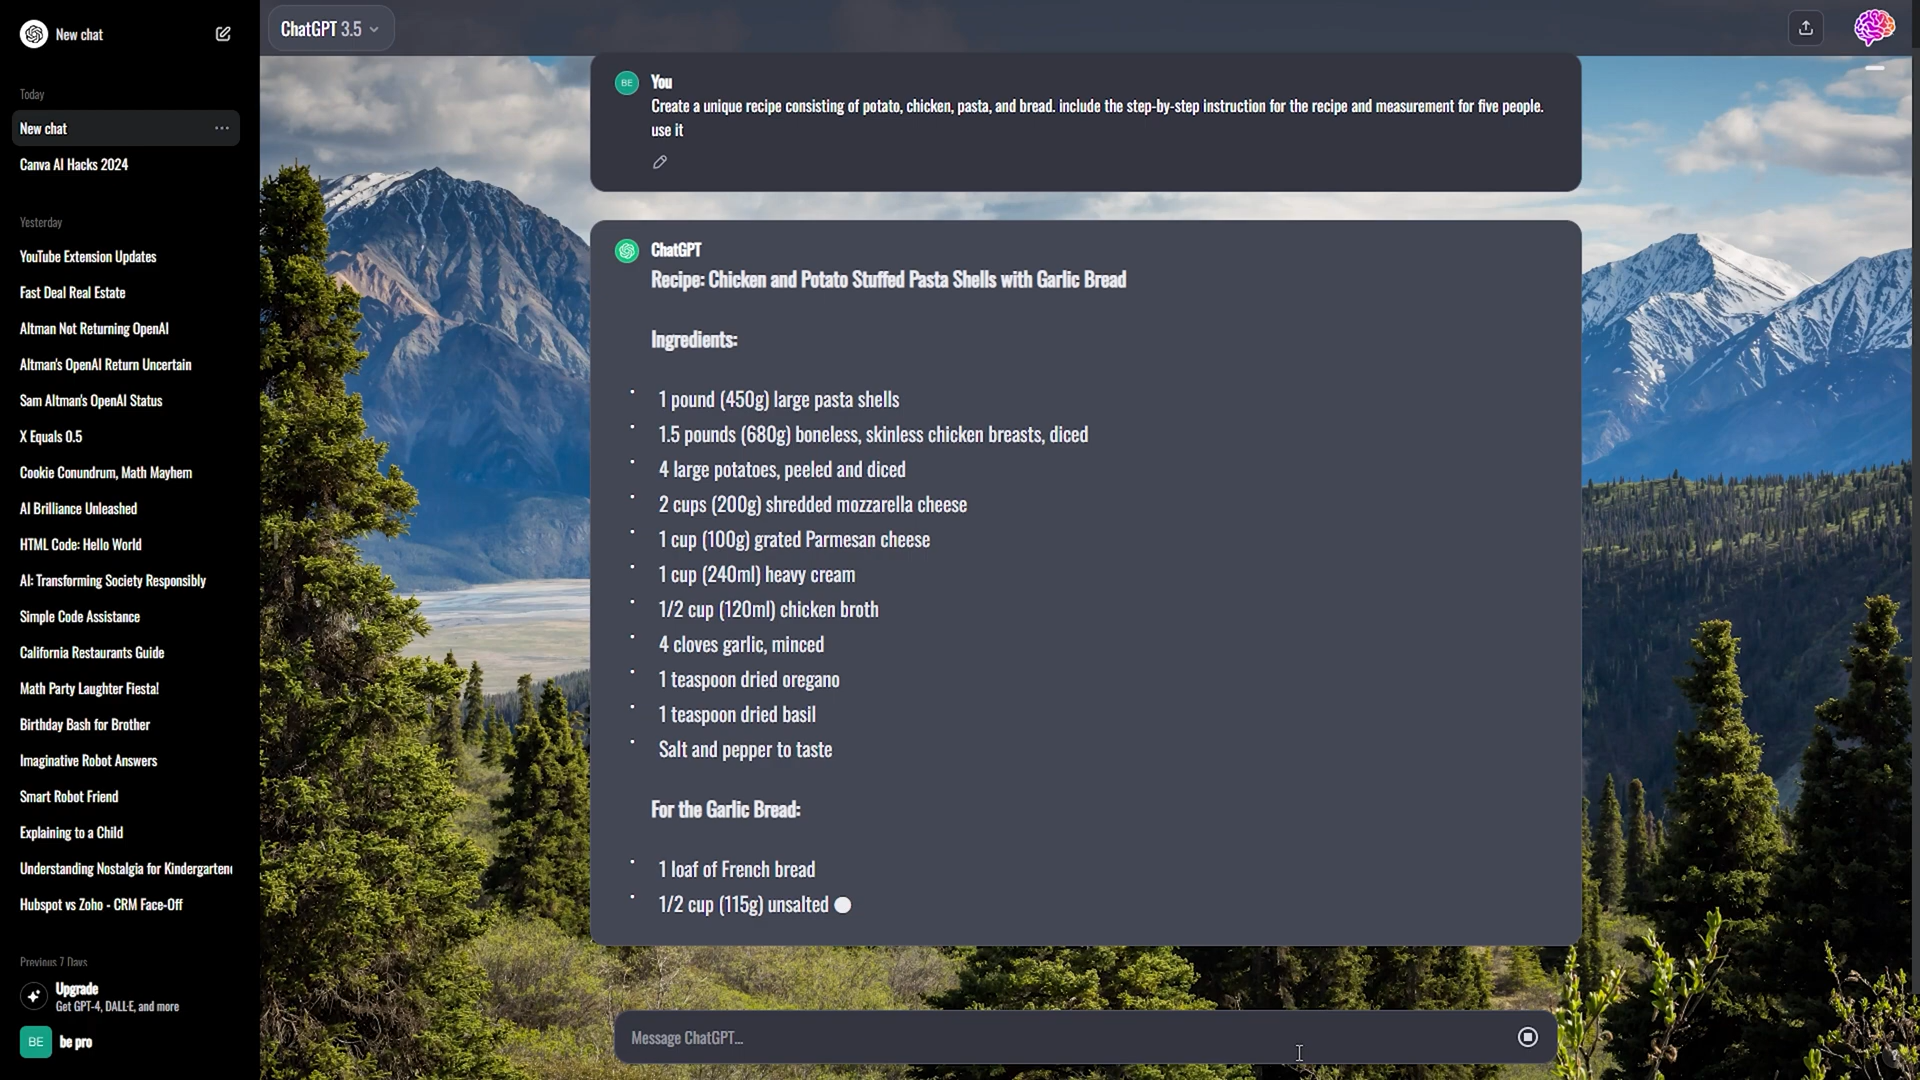 New chat
Today
New chat
Canva AI Hacks 2024
Yesterday
YouTube Extension Updates
Fast Deal Real Estate
Altman Not Returning OpenAI
Altman's OpenAI Return Uncertain
Sam Altman's OpenAI Status
X Equals 0.5
Cookie Conundrum, Math Mayhem
AI Brilliance Unleashed
HTML Code: Hello World
AI: Transforming Society Responsibly
Simple Code Assistance
California Restaurants Guide
Math Party Laughter Fiesta!
Birthday Bash for Brother
Imaginative Robot Answers
Smart Robot Friend
Explaining to a Child
Understanding Nostalgia for Kindergartene
Hubspot vs Zoho - CRM Face-Off
Previous 7 Days
Upgrade
Get GPT-4, DALL·E, and more
BE be pro
ChatGPT 3.5
BE You
Create a unique recipe consisting of potato, chicken, pasta, and bread. include the step-by-step instruction for the recipe and measurement for five people.
use it
ChatGPT
Recipe: Chicken and Potato Stuffed Pasta Shells with Garlic Bread
Ingredients:
1 pound (450g) large pasta shells
1.5 pounds (680g) boneless, skinless chicken breasts, diced
4 large potatoes, peeled and diced
2 cups (200g) shredded mozzarella cheese
1 cup (100g) grated Parmesan cheese
1 cup (240ml) heavy cream
1/2 cup (120ml) chicken broth
4 cloves garlic, minced
1 teaspoon dried oregano
1 teaspoon dried basil
Salt and pepper to taste
For the Garlic Bread:
1 loaf of French bread
1/2 cup (115g) unsalted
Message ChatGPT...